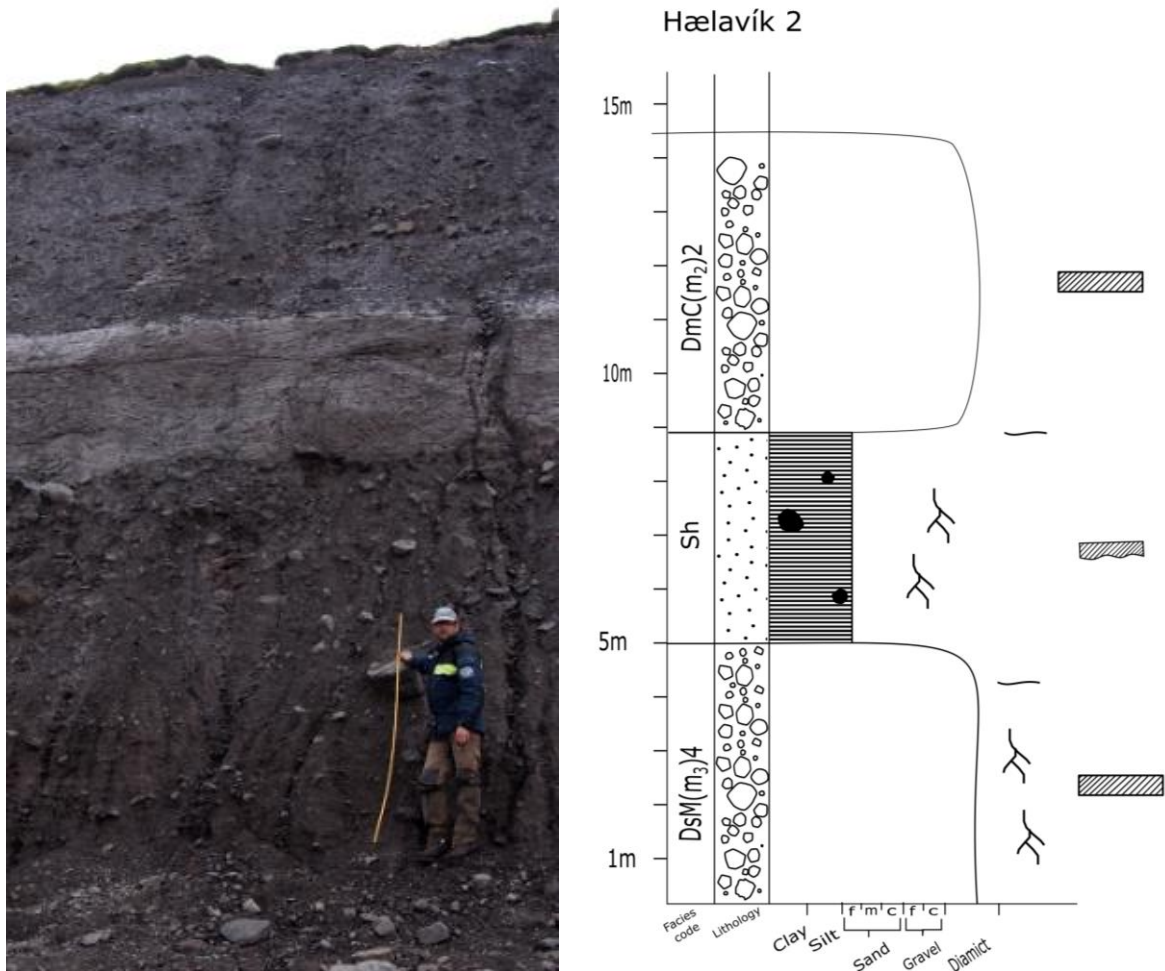 Hælavík 2
15m
10m
5m
1m
DmC(m₂)2
Sh
DsM(m₃)4
Facies code
Lithology
Clay
Silt
f m c
Sand
f c
Gravel
Diamict